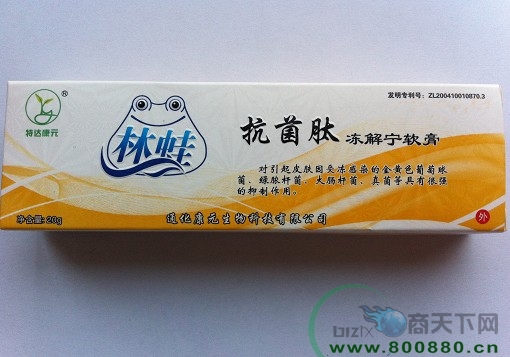 发明专利号：ZL200410010870.3
®
特达康元
林蛙
抗菌肽 冻解宁软膏
对引起皮肤因受冻感染的金黄色葡萄球
菌、绿脓杆菌、大肠杆菌、真菌等具有很强
的抑制作用。
净含量:20g
通化康元生物科技有限公司
外
bizlx 商天下网
www.800880.cn